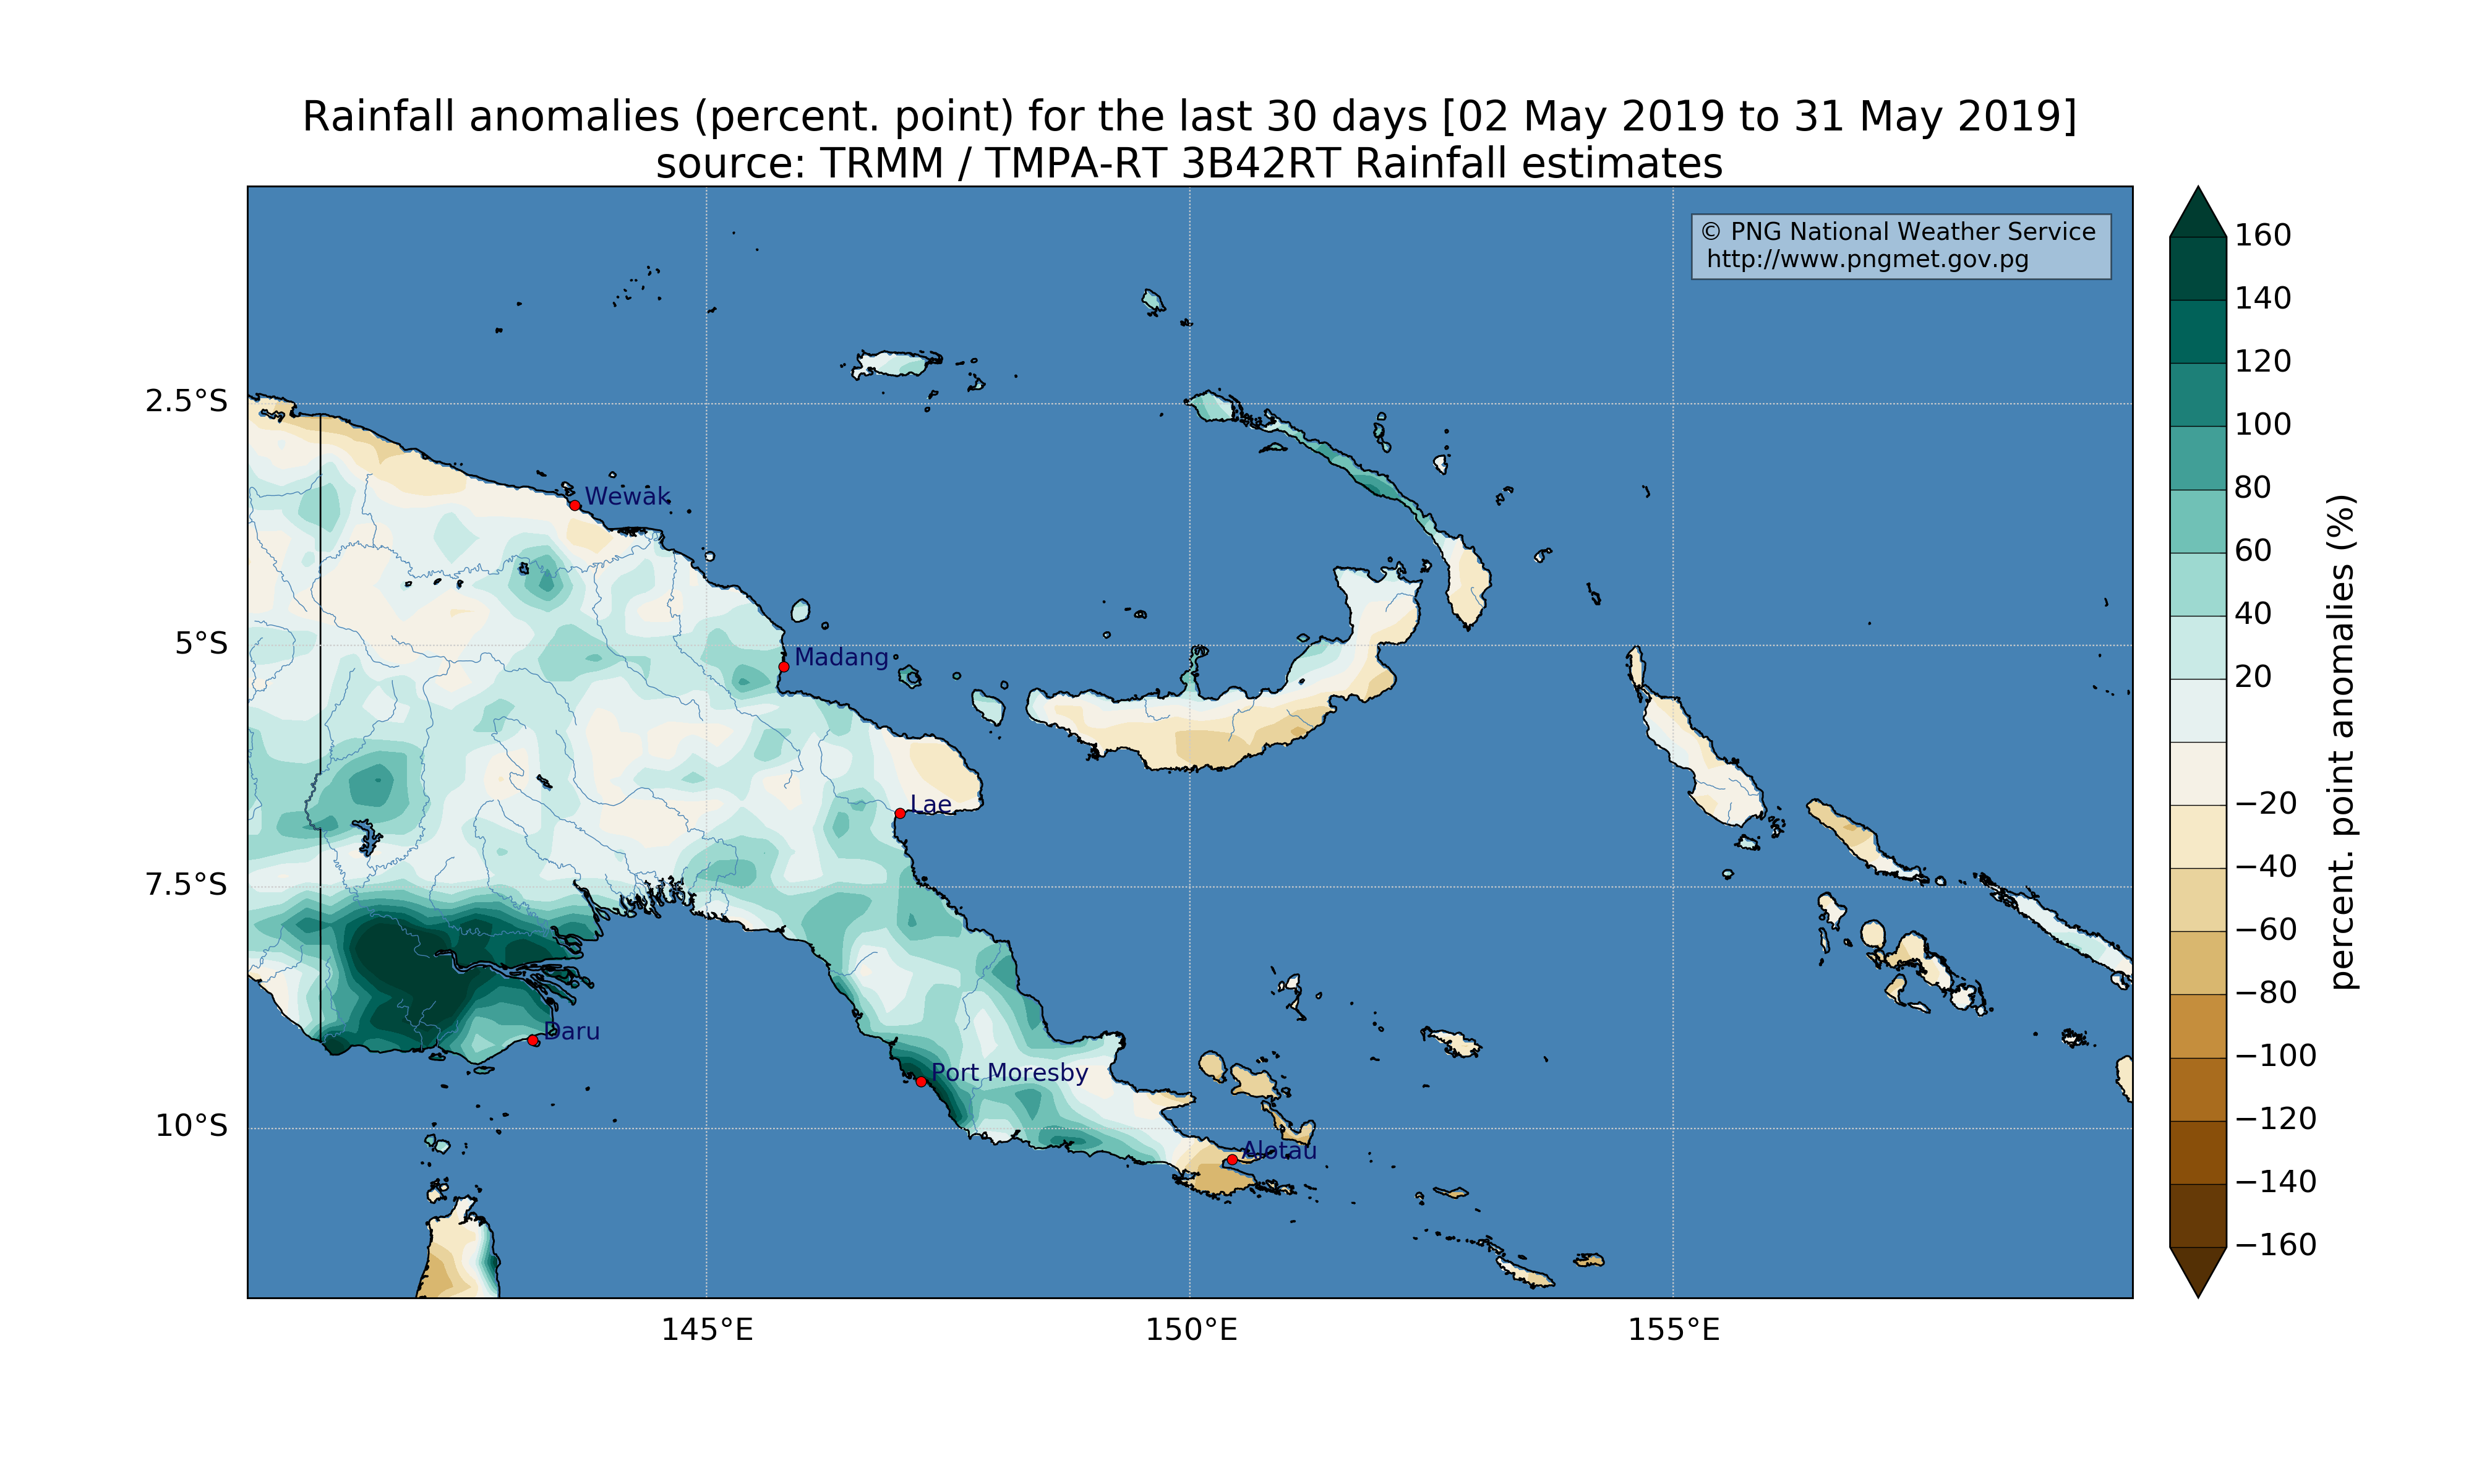 Rainfall anomalies (percent. point) for the last 30 days [02 May 2019 to 31 May 2019]
source: TRMM / TMPA-RT 3B42RT Rainfall estimates
© PNG National Weather Service
http://www.pngmet.gov.pg
2.5°S
5°S
7.5°S
10°S
Wewak
Madang
Lae
Daru
Port Moresby
Alotau
145°E
150°E
155°E
160
140
120
100
80
60
40
20
−20
−40
−60
−80
−100
−120
−140
−160
percent. point anomalies (%)